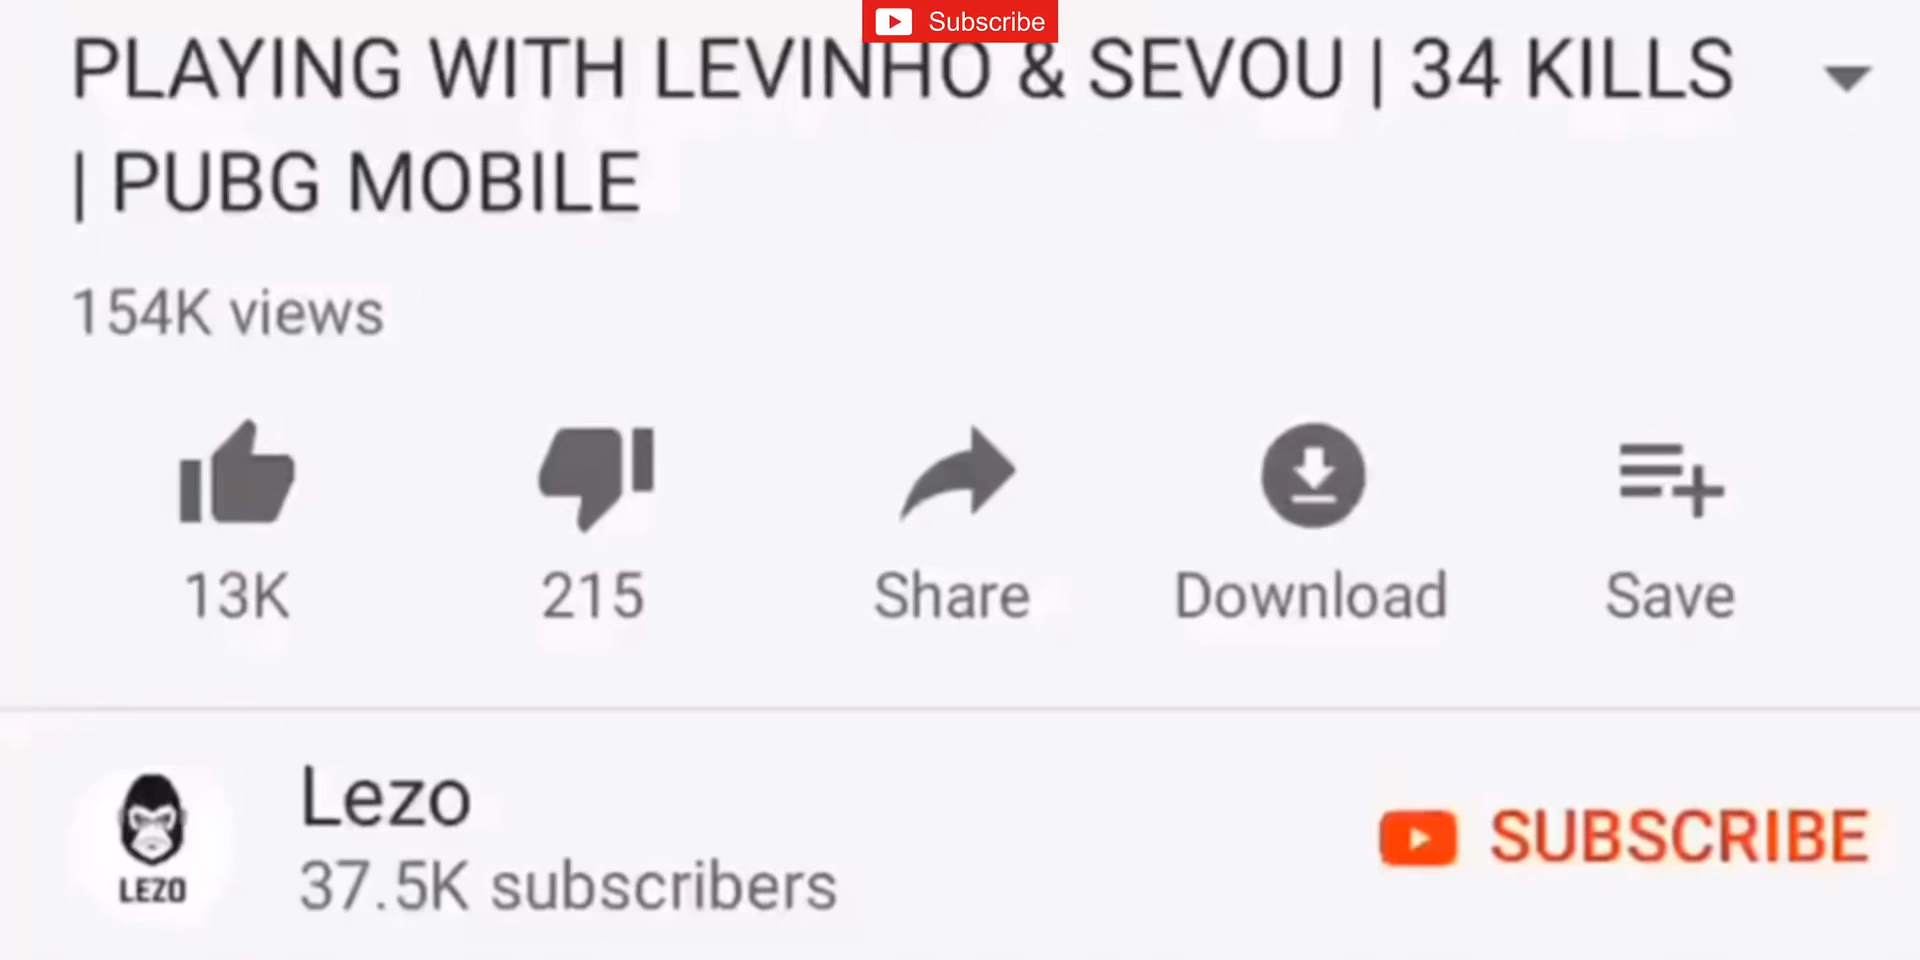 Subscribe
PLAYING WITH LEVINHO & SEVOU | 34 KILLS
| PUBG MOBILE
154K views
13K
215
Share
Download
Save
Lezo
LEZO
37.5K subscribers
SUBSCRIBE